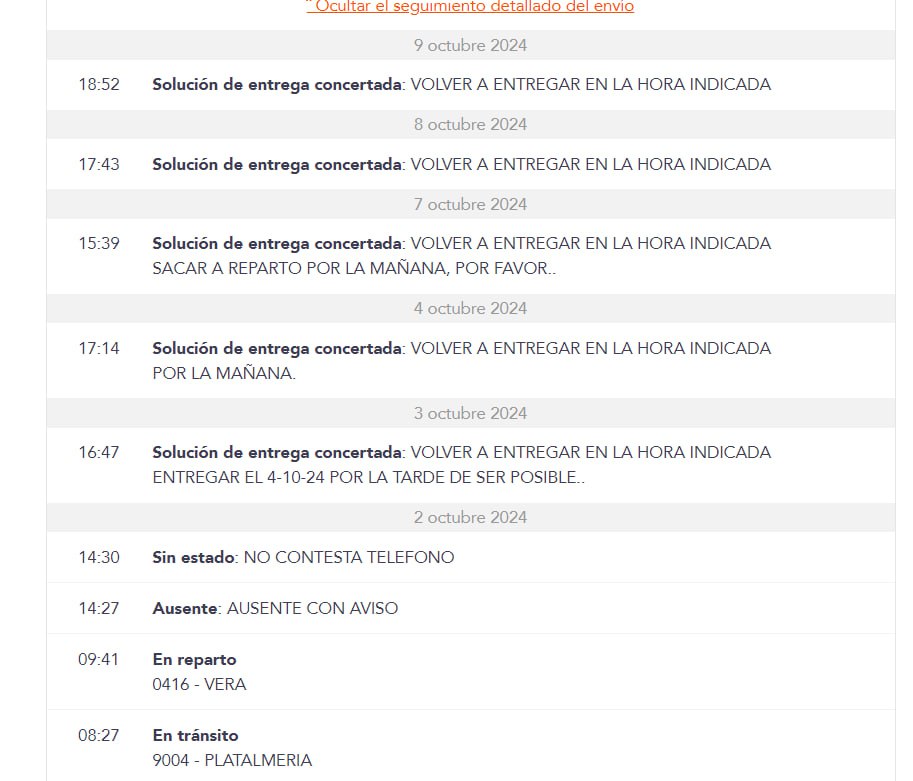 Ocultar el seguimiento detallado del envío
9 octubre 2024
18:52 Solución de entrega concertada: VOLVER A ENTREGAR EN LA HORA INDICADA
8 octubre 2024
17:43 Solución de entrega concertada: VOLVER A ENTREGAR EN LA HORA INDICADA
7 octubre 2024
15:39 Solución de entrega concertada: VOLVER A ENTREGAR EN LA HORA INDICADA
SACAR A REPARTO POR LA MAÑANA, POR FAVOR..
4 octubre 2024
17:14 Solución de entrega concertada: VOLVER A ENTREGAR EN LA HORA INDICADA
POR LA MAÑANA.
3 octubre 2024
16:47 Solución de entrega concertada: VOLVER A ENTREGAR EN LA HORA INDICADA
ENTREGAR EL 4-10-24 POR LA TARDE DE SER POSIBLE..
2 octubre 2024
14:30 Sin estado: NO CONTESTA TELEFONO
14:27 Ausente: AUSENTE CON AVISO
09:41 En reparto
0416 - VERA
08:27 En tránsito
9004 - PLATALMERIA